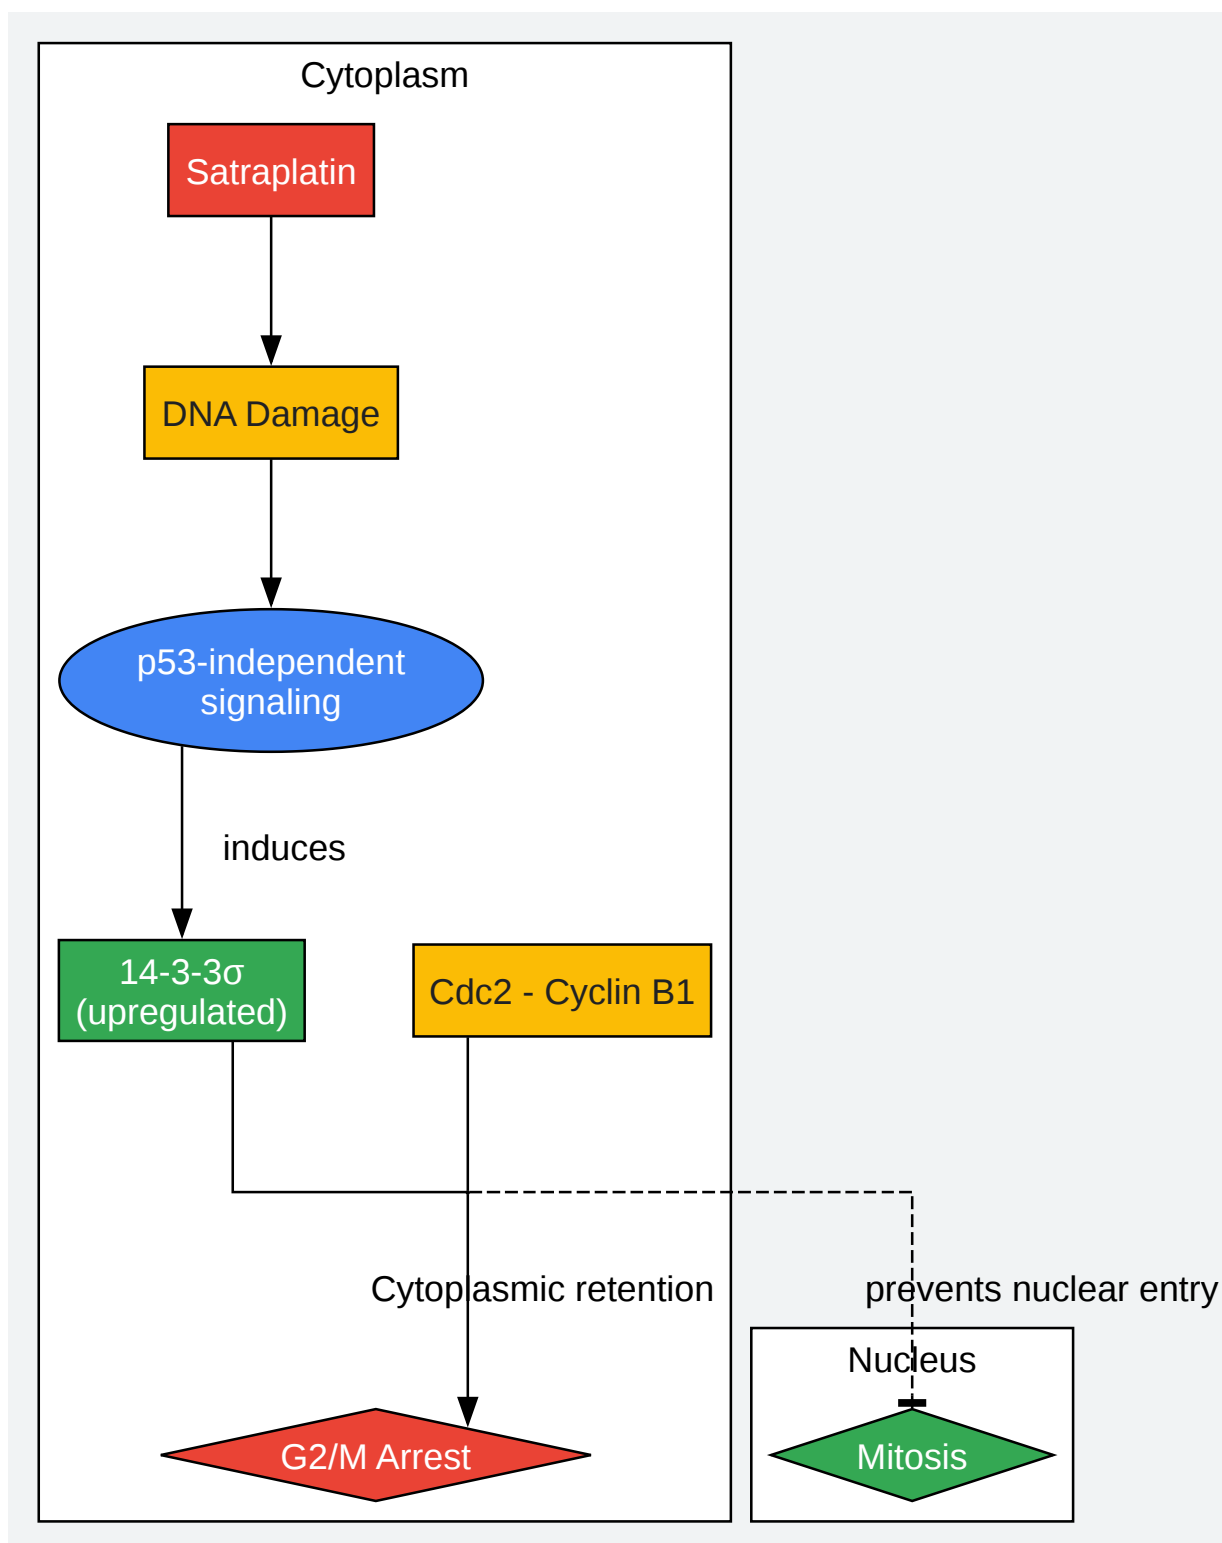 Cytoplasm
Satraplatin
DNA Damage
p53-independent
signaling
induces
14-3-3σ
(upregulated)
Cdc2 - Cyclin B1
Cytoplasmic retention
prevents nuclear entry
Nucleus
G2/M Arrest
Mitosis